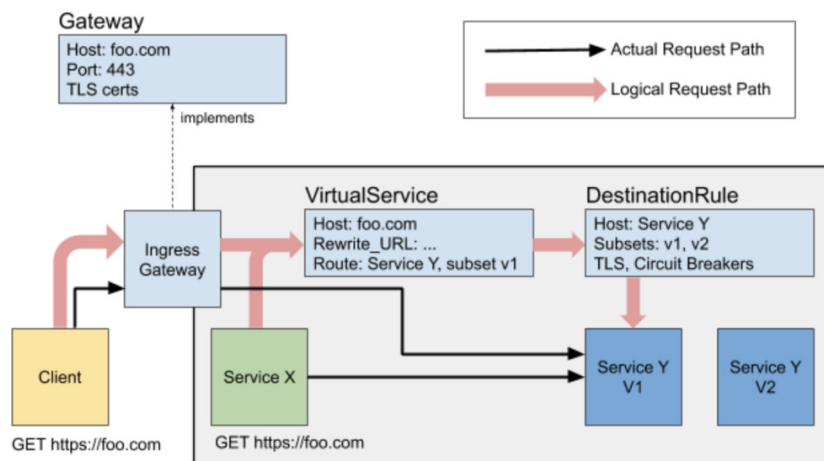 Gateway
Host: foo.com
Port: 443
TLS certs
Actual Request Path
Logical Request Path
implements
VirtualService
Host: foo.com
Rewrite_URL: ...
Route: Service Y, subset v1
DestinationRule
Host: Service Y
Subsets: v1, v2
TLS, Circuit Breakers
Ingress
Gateway
Client
Service X
Service Y
V1
Service Y
V2
GET https://foo.com
GET https://foo.com